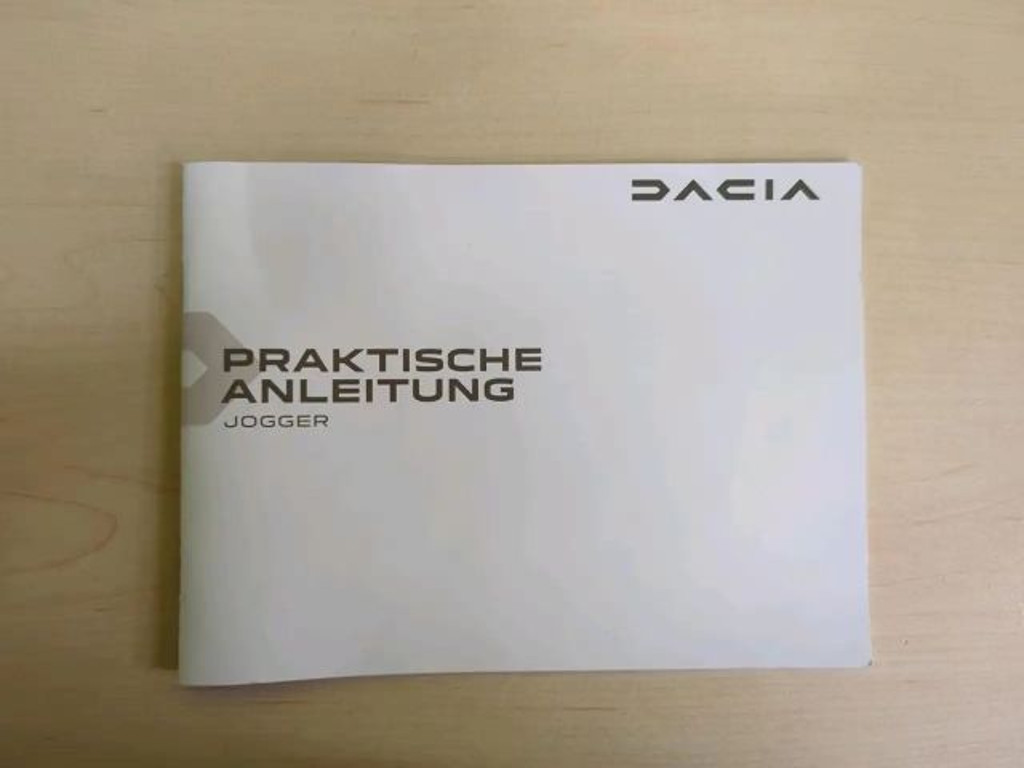 DACIA
PRAKTISCHE
ANLEITUNG
JOGGER